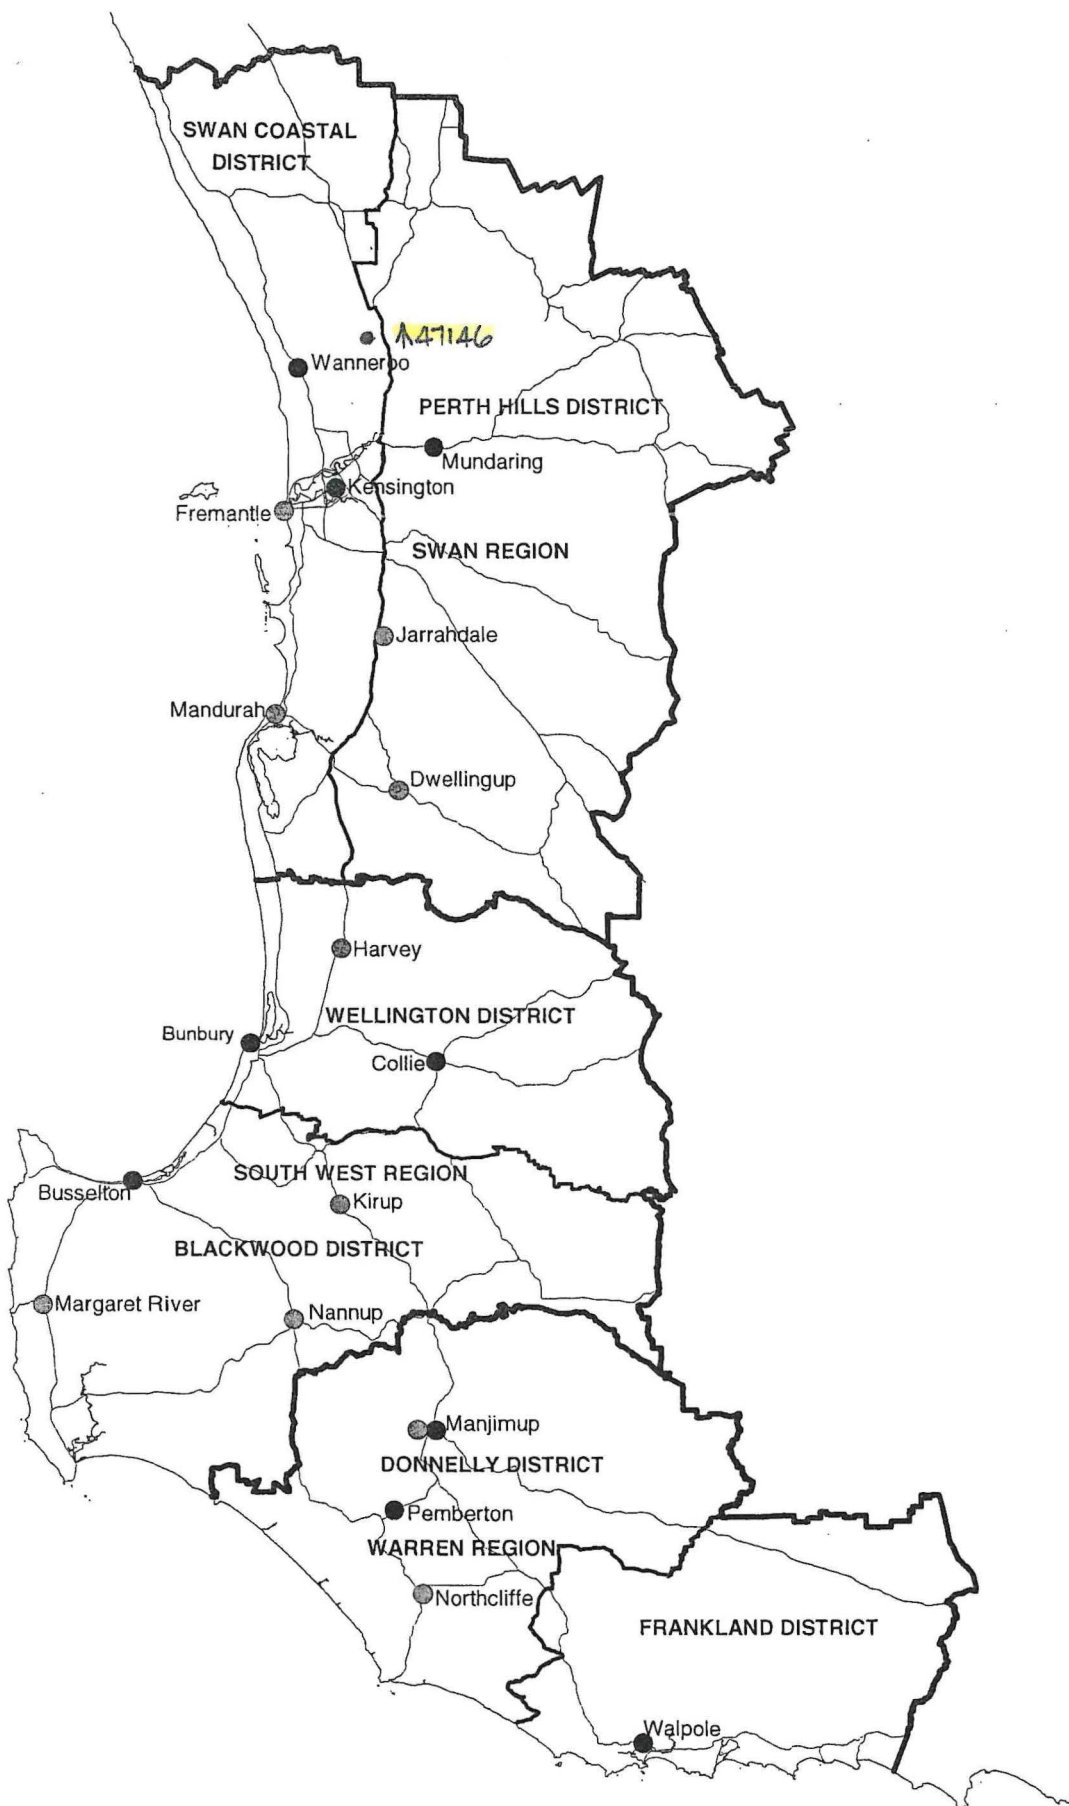 SWAN COASTAL
DISTRICT
A47146
Wanneroo
PERTH HILLS DISTRICT
Mundaring
Kensington
Fremantle
SWAN REGION
Jarrahdale
Mandurah
Dwellingup
Harvey
WELLINGTON DISTRICT
Bunbury
Collie
SOUTH WEST REGION
Busselton
Kirup
BLACKWOOD DISTRICT
Margaret River
Nannup
Manjimup
DONNELLY DISTRICT
Pemberton
WARREN REGION
Northcliffe
FRANKLAND DISTRICT
Walpole